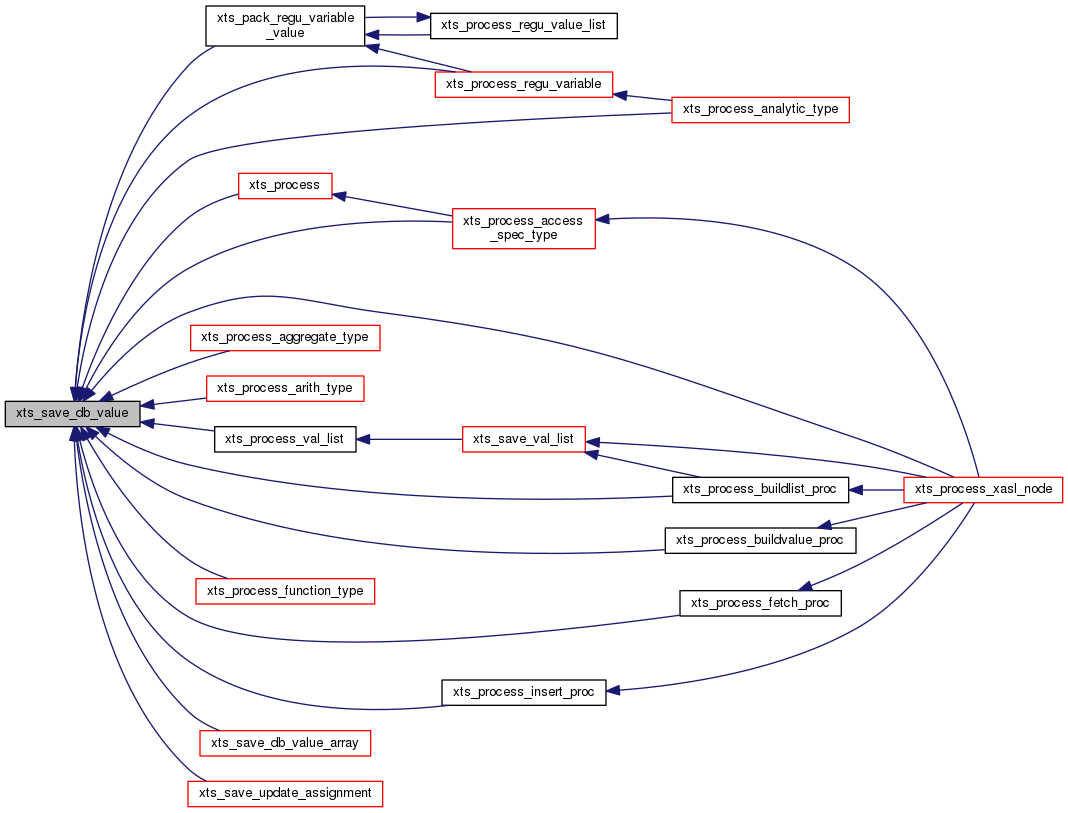 xts_pack_regu_variable
_value
xts_process_regu_value_list
xts_process_regu_variable
xts_process_analytic_type
xts_process
xts_process_access
_spec_type
xts_process_aggregate_type
xts_process_arith_type
xts_save_db_value
xts_process_val_list
xts_save_val_list
xts_process_buildlist_proc
xts_process_xasl_node
xts_process_buildvalue_proc
xts_process_function_type
xts_process_fetch_proc
xts_process_insert_proc
xts_save_db_value_array
xts_save_update_assignment